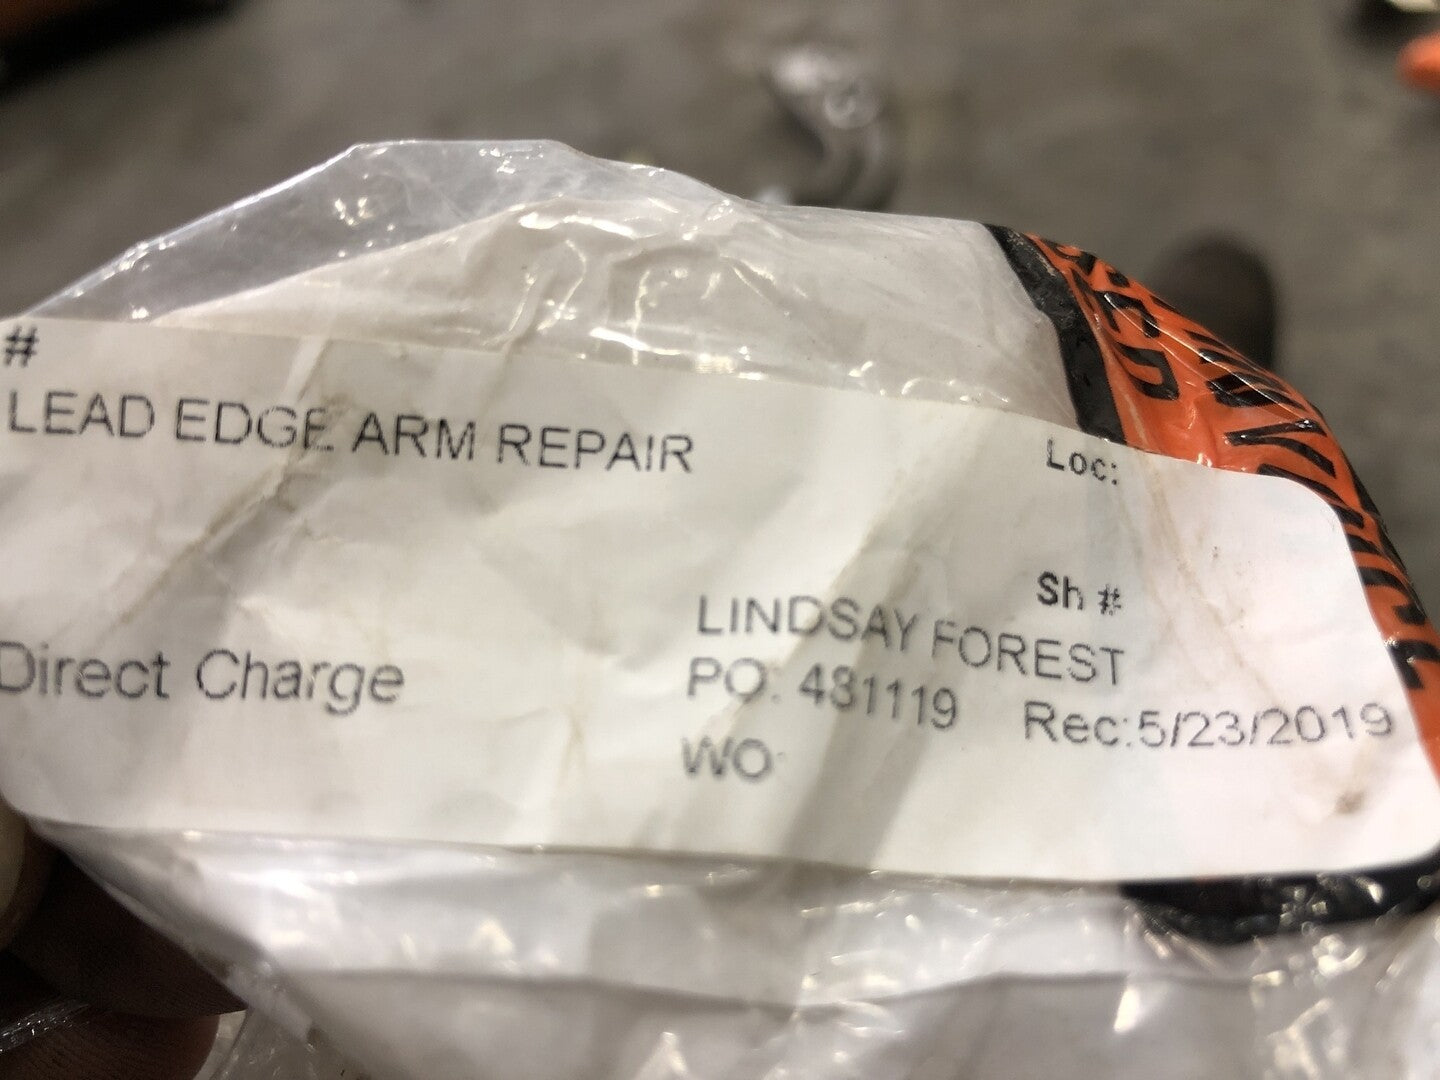 #
LEAD EDGE ARM REPAIR
Loc:
Sh #
LINDSAY FOREST
Direct Charge
PO: 481119 Rec:5/23/2019
WO: